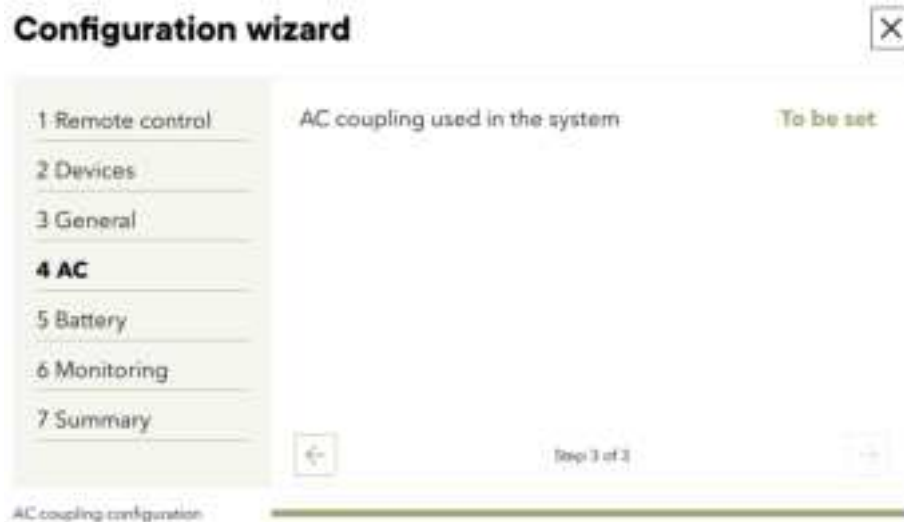 Configuration wizard
1 Remote control
2 Devices
3 General
4 AC
5 Battery
6 Monitoring
7 Summary
AC coupling used in the system To be set
Step 3 of 3
AC coupling configuration